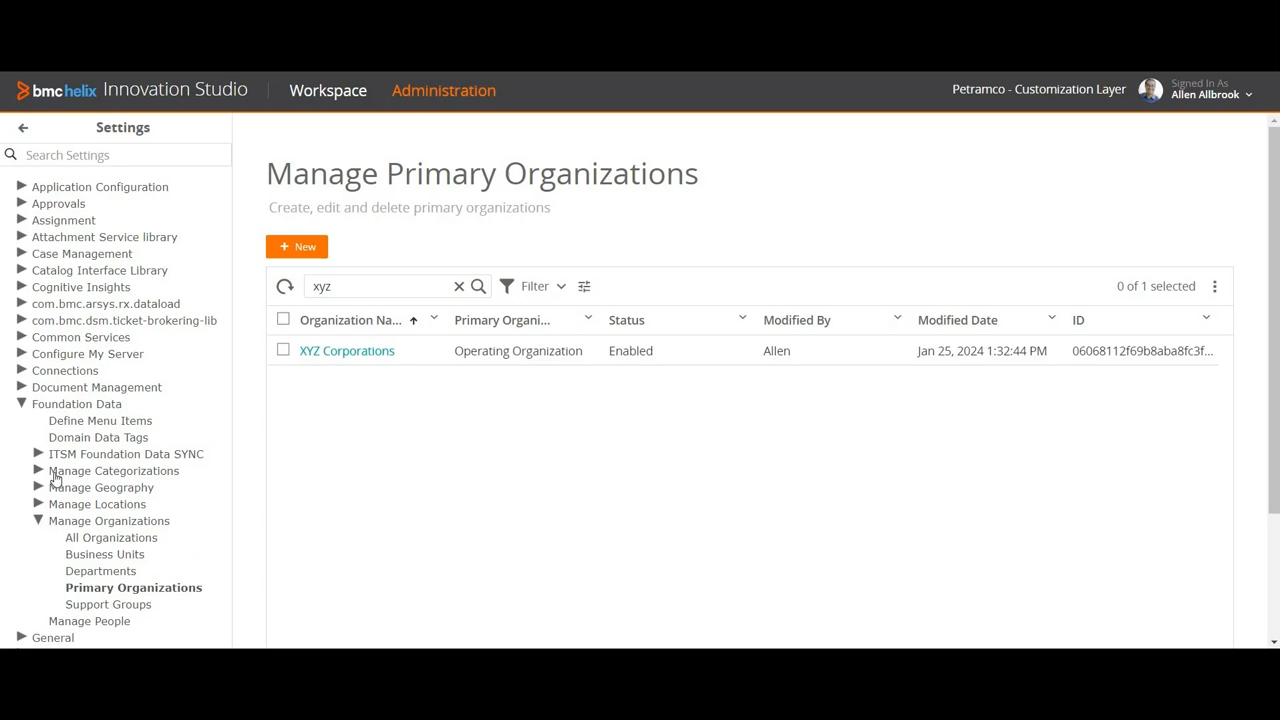 bmchelix Innovation Studio Workspace Administration Petramco - Customization Layer Signed In As
Allen Allbrook
Settings
Search Settings
Application Configuration
Approvals
Assignment
Attachment Service library
Case Management
Catalog Interface Library
Cognitive Insights
com.bmc.arsys.rx.dataload
com.bmc.dsm.ticket-brokering-lib
Common Services
Configure My Server
Connections
Document Management
Foundation Data
Define Menu Items
Domain Data Tags
ITSM Foundation Data SYNC
Manage Categorizations
Manage Geography
Manage Locations
Manage Organizations
All Organizations
Business Units
Departments
Primary Organizations
Support Groups
Manage People
General
Manage Primary Organizations
Create, edit and delete primary organizations
+ New
xyz Filter 0 of 1 selected
Organization Na... Primary Organi... Status Modified By Modified Date ID
XYZ Corporations Operating Organization Enabled Allen Jan 25, 2024 1:32:44 PM 06068112f69b8aba8fc3f...